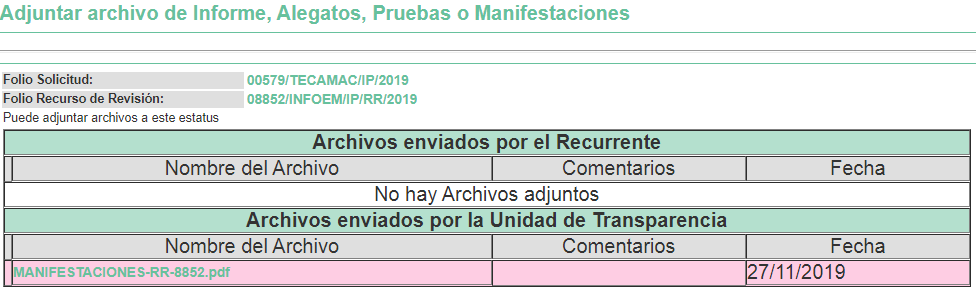 Adjuntar archivo de Informe, Alegatos, Pruebas o Manifestaciones
Folio Solicitud: 00579/TECAMAC/IP/2019
Folio Recurso de Revisión: 08852/INFOEM/IP/RR/2019
Puede adjuntar archivos a este estatus
Archivos enviados por el Recurrente
Nombre del Archivo Comentarios Fecha
No hay Archivos adjuntos
Archivos enviados por la Unidad de Transparencia
Nombre del Archivo Comentarios Fecha
MANIFESTACIONES-RR-8852.pdf 27/11/2019